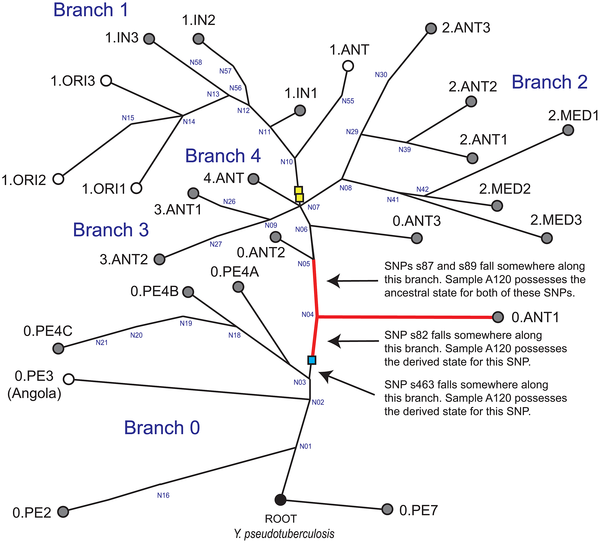 Branch 1
1.IN2
1.IN3
2.ANT3
1.ANT
N58
N57
1.ORI3
N56
N30
Branch 2
N13
N12
N55
1.IN1
2.ANT2
N15
N14
N11
2.MED1
N29
N39
N10
2.ANT1
Branch 4
1.ORI2
1.ORI1
4.ANT
N08
N42
N41
2.MED2
3.ANT1
N26
N07
N09
N06
0.ANT3
2.MED3
Branch 3
N27
0.ANT2
3.ANT2
N05
0.PE4A
SNPs s87 and s89 fall somewhere along
this branch. Sample A120 possesses the
ancestral state for both of these SNPs.
0.PE4B
N19
N04
0.ANT1
0.PE4C
N21
N20
N18
SNP s82 falls somewhere along
this branch. Sample A120 possesses
the derived state for this SNP.
0.PE3
(Angola)
N03
SNP s463 falls somewhere along
this branch. Sample A120 possesses
the derived state for this SNP.
N02
Branch 0
N01
N16
0.PE2
0.PE7
ROOT
Y. pseudotuberculosis